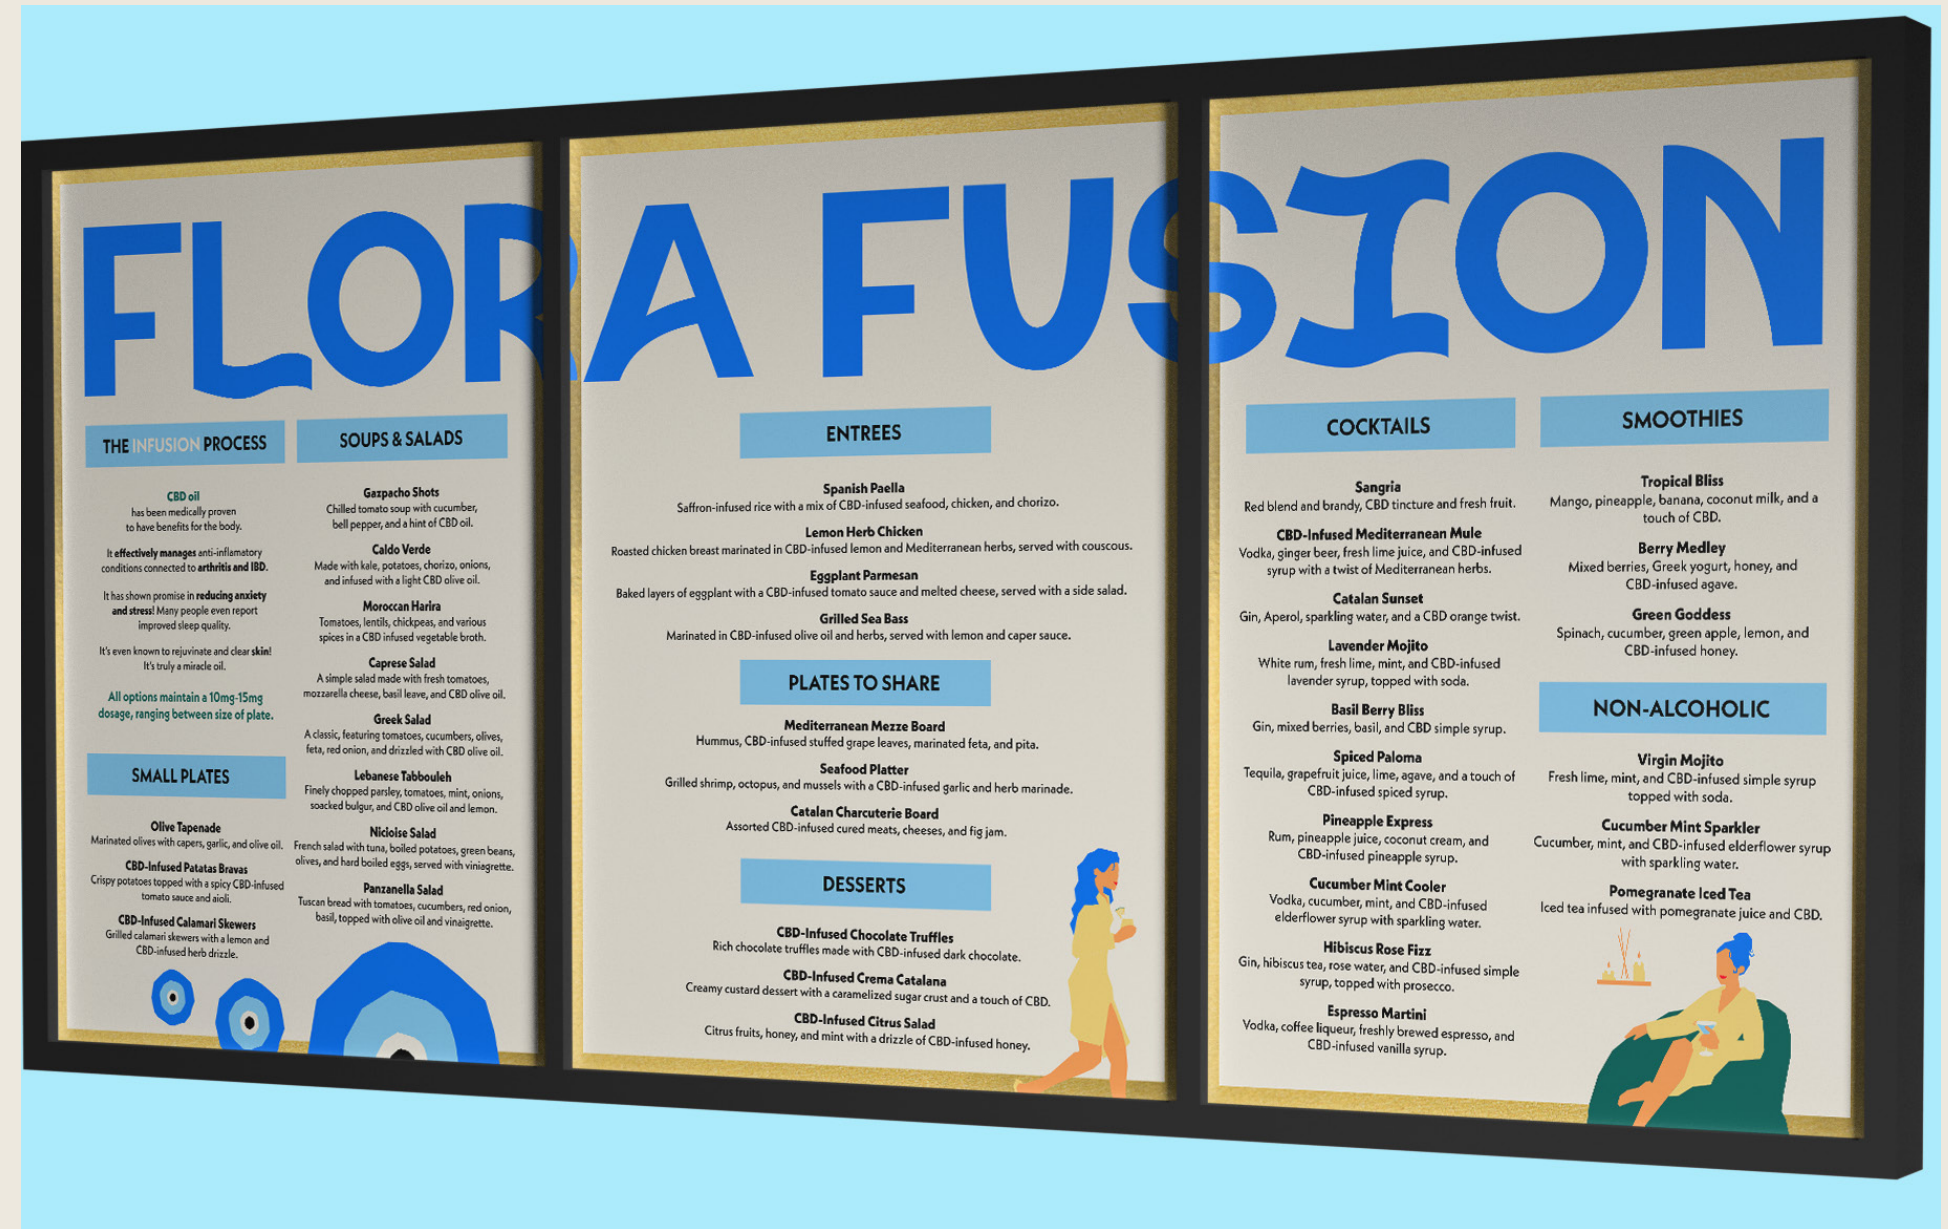 FLORA FUSION
THE INFUSION PROCESS
CBD oil
has been medically proven
to have benefits for the body.
It effectively manages anti-inflamatory
conditions connected to arthritis and IBD.
It has shown promise in reducing anxiety
and stress! Many people even report
improved sleep quality.
It's even known to rejuvinate and clear skin!
It's truly a miracle oil.
All options maintain a 10mg-15mg
dosage, ranging between size of plate.
SMALL PLATES
Olive Tapenade
Marinated olives with capers, garlic, and olive oil.
CBD-Infused Patatas Bravas
Crispy potatoes topped with a spicy CBD-infused
tomato sauce and aioli.
CBD-Infused Calamari Skewers
Grilled calamari skewers with a lemon and
CBD-infused herb drizzle.
SOUPS & SALADS
Gazpacho Shots
Chilled tomato soup with cucumber,
bell pepper, and a hint of CBD oil.
Caldo Verde
Made with kale, potatoes, chorizo, onions,
and infused with a light CBD olive oil.
Moroccan Harira
Tomatoes, lentils, chickpeas, and various
spices in a CBD infused vegetable broth.
Caprese Salad
A simple salad made with fresh tomatoes,
mozzarella cheese, basil leave, and CBD olive oil.
Greek Salad
A classic, featuring tomatoes, cucumbers, olives,
feta, red onion, and drizzled with CBD olive oil.
Lebanese Tabbouleh
Finely chopped parsley, tomatoes, mint, onions,
soacked bulgur, and CBD olive oil and lemon.
Nicloise Salad
French salad with tuna, boiled potatoes, green beans,
olives, and hard boiled eggs, served with viniagrette.
Panzanella Salad
Tuscan bread with tomatoes, cucumbers, red onion,
basil, topped with olive oil and vinaigrette.
ENTREES
Spanish Paella
Saffron-infused rice with a mix of CBD-infused seafood, chicken, and chorizo.
Lemon Herb Chicken
Roasted chicken breast marinated in CBD-infused lemon and Mediterranean herbs, served with couscous.
Eggplant Parmesan
Baked layers of eggplant with a CBD-infused tomato sauce and melted cheese, served with a side salad.
Grilled Sea Bass
Marinated in CBD-infused olive oil and herbs, served with lemon and caper sauce.
PLATES TO SHARE
Mediterranean Mezze Board
Hummus, CBD-infused stuffed grape leaves, marinated feta, and pita.
Seafood Platter
Grilled shrimp, octopus, and mussels with a CBD-infused garlic and herb marinade.
Catalan Charcuterie Board
Assorted CBD-infused cured meats, cheeses, and fig jam.
DESSERTS
CBD-Infused Chocolate Truffles
Rich chocolate truffles made with CBD-infused dark chocolate.
CBD-Infused Crema Catalana
Creamy custard dessert with a caramelized sugar crust and a touch of CBD.
CBD-Infused Citrus Salad
Citrus fruits, honey, and mint with a drizzle of CBD-infused honey.
COCKTAILS
Sangria
Red blend and brandy, CBD tincture and fresh fruit.
CBD-Infused Mediterranean Mule
Vodka, ginger beer, fresh lime juice, and CBD-infused
syrup with a twist of Mediterranean herbs.
Catalan Sunset
Gin, Aperol, sparkling water, and a CBD orange twist.
Lavender Mojito
White rum, fresh lime, mint, and CBD-infused
lavender syrup, topped with soda.
Basil Berry Bliss
Gin, mixed berries, basil, and CBD simple syrup.
Spiced Paloma
Tequila, grapefruit juice, lime, agave, and a touch of
CBD-infused spiced syrup.
Pineapple Express
Rum, pineapple juice, coconut cream, and
CBD-infused pineapple syrup.
Cucumber Mint Cooler
Vodka, cucumber, mint, and CBD-infused
elderflower syrup with sparkling water.
Hibiscus Rose Fizz
Gin, hibiscus tea, rose water, and CBD-infused simple
syrup, topped with prosecco.
Espresso Martini
Vodka, coffee liqueur, freshly brewed espresso, and
CBD-infused vanilla syrup.
SMOOTHIES
Tropical Bliss
Mango, pineapple, banana, coconut milk, and a
touch of CBD.
Berry Medley
Mixed berries, Greek yogurt, honey, and
CBD-infused agave.
Green Goddess
Spinach, cucumber, green apple, lemon, and
CBD-infused honey.
NON-ALCOHOLIC
Virgin Mojito
Fresh lime, mint, and CBD-infused simple syrup
topped with soda.
Cucumber Mint Sparkler
Cucumber, mint, and CBD-infused elderflower syrup
with sparkling water.
Pomegranate Iced Tea
Iced tea infused with pomegranate juice and CBD.